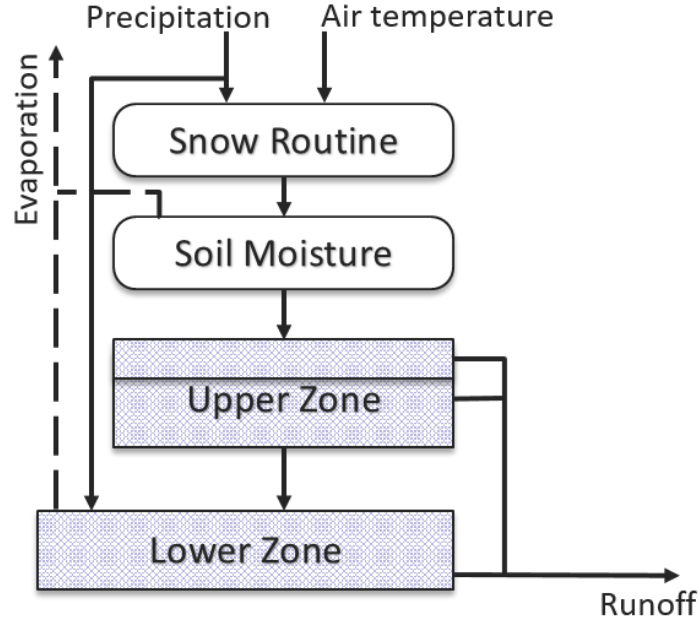 Precipitation
Air temperature
Evaporation
Snow Routine
Soil Moisture
Upper Zone
Lower Zone
Runoff